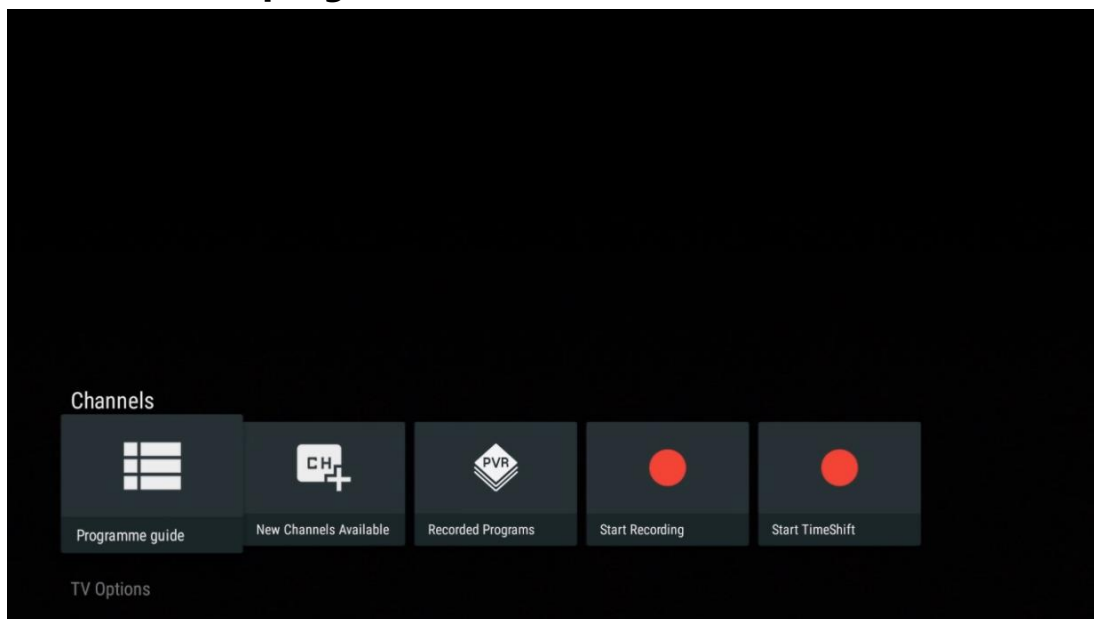 Channels
CH
PVR
Programme guide
New Channels Available
Recorded Programs
Start Recording
Start TimeShift
TV Options